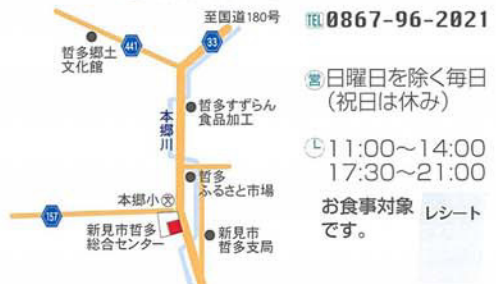 至国道180号
441
33
哲多郷土
文化館
哲多すずらん
食品加工
本郷川
哲多
ふるさと市場
本郷小 文
157
新見市哲多
総合センター
新見市
哲多支局
TEL 0867-96-2021
営 日曜日を除く毎日
(祝日は休み)
11:00〜14:00
17:30〜21:00
お食事対象
です。
レシート